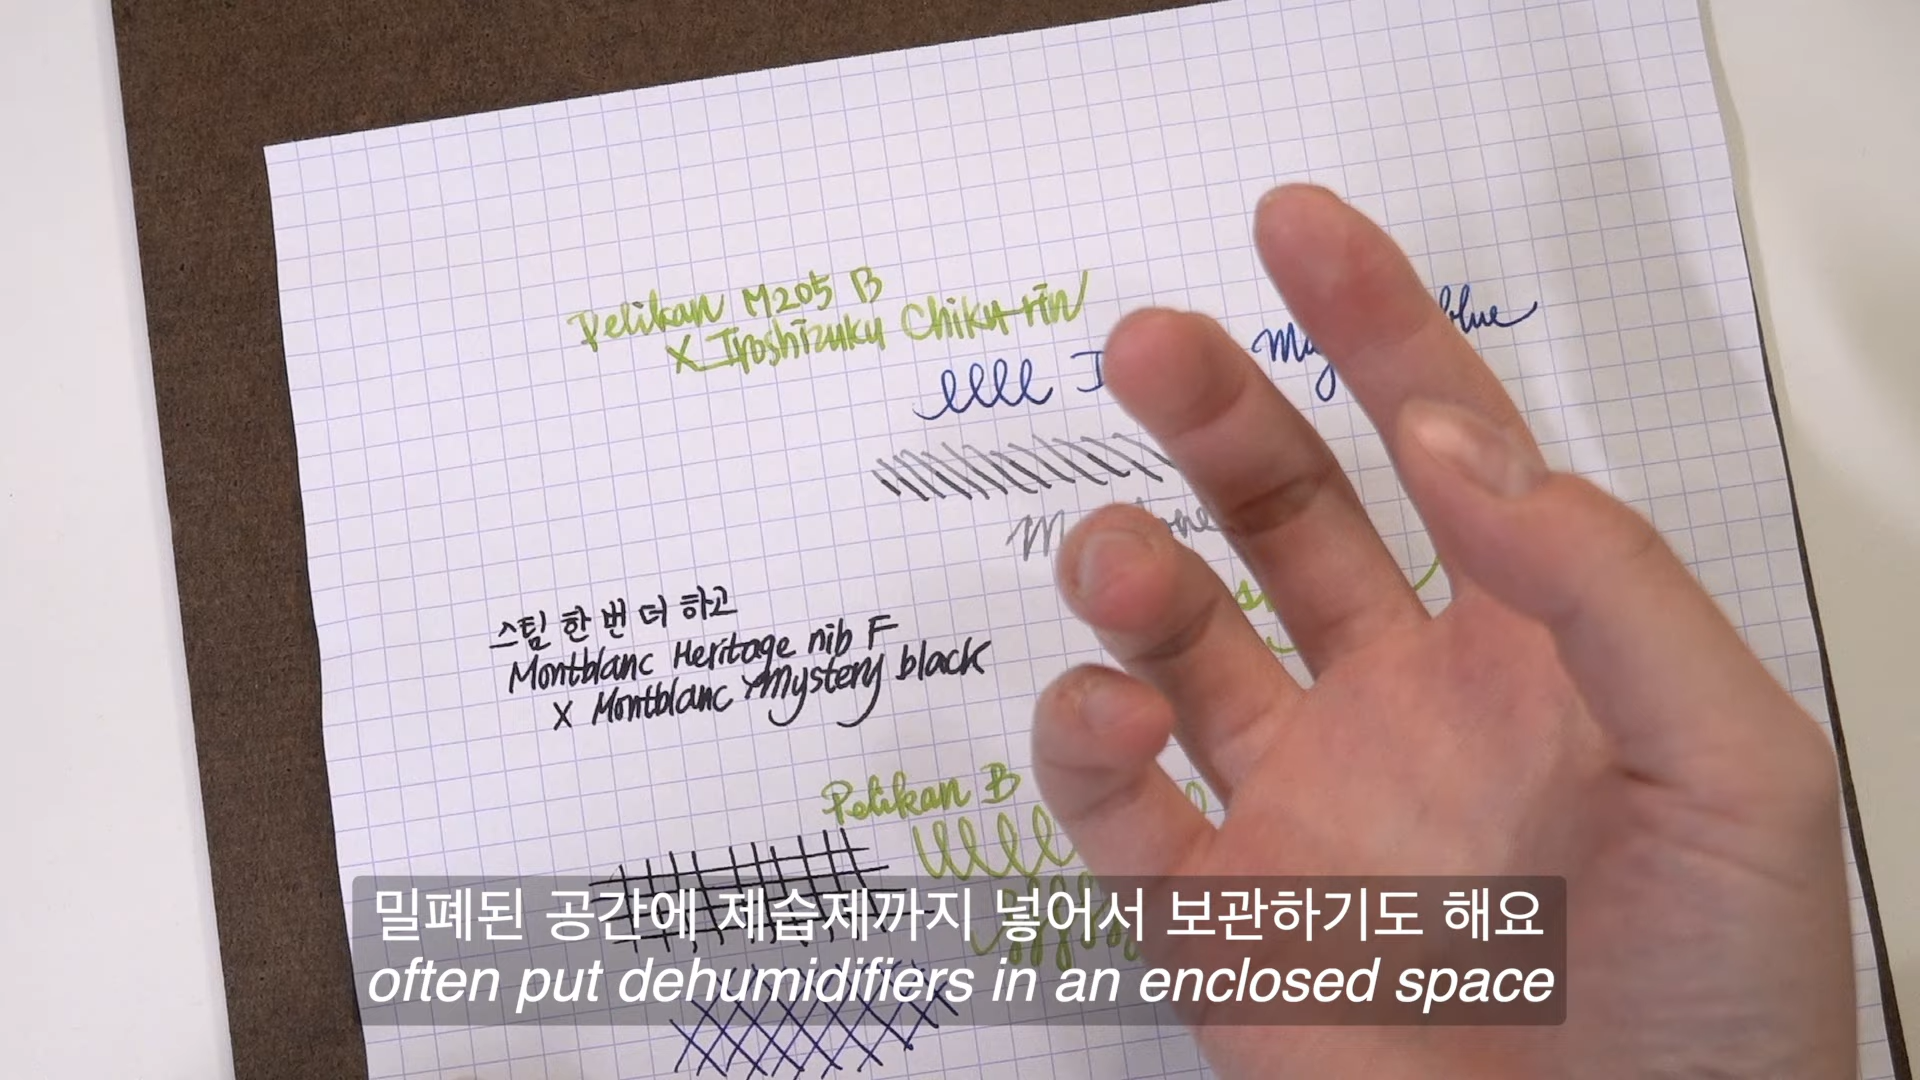 Pelikan M205 B
X Iroshizuku Chiku-rin
blue
스팀 한 번 더 하고
Montblanc Heritage nib F
X Montblanc Mystery black
Pelikan B
밀폐된 공간에 제습제까지 넣어서 보관하기도 해요
often put dehumidifiers in an enclosed space